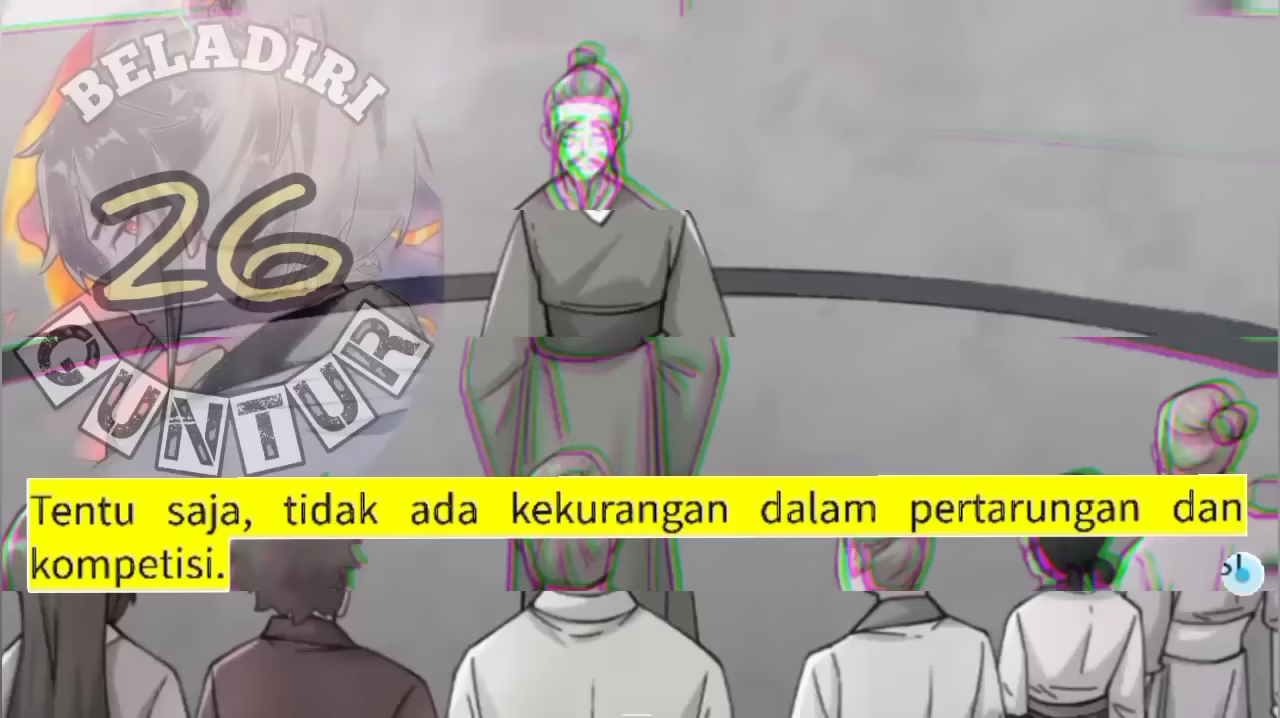 BELADIRI
26
GUNTUR
Tentu saja, tidak ada kekurangan dalam pertarungan dan
kompetisi.